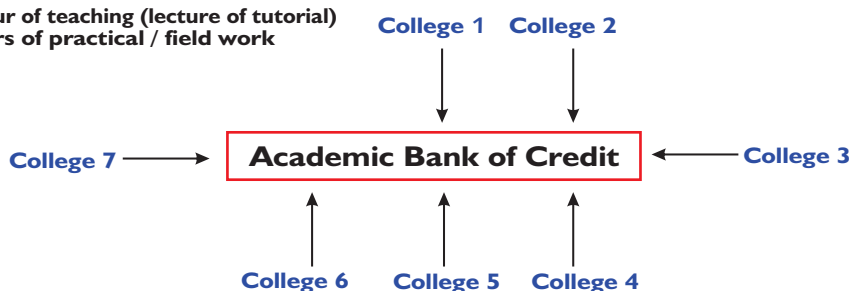 ur of teaching (lecture of tutorial)
rs of practical / field work
College 1 College 2
College 7 Academic Bank of Credit College 3
College 6 College 5 College 4